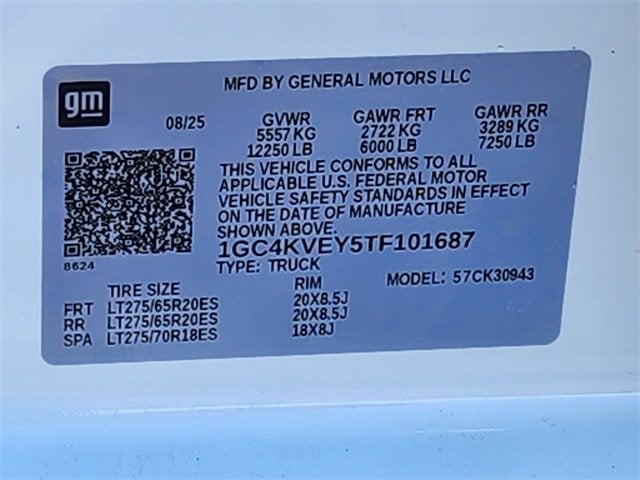 MFD BY GENERAL MOTORS LLC
gm
08/25
GVWR GAWR FRT GAWR RR
5557 KG 2722 KG 3289 KG
12250 LB 6000 LB 7250 LB
THIS VEHICLE CONFORMS TO ALL
APPLICABLE U.S. FEDERAL MOTOR
VEHICLE SAFETY STANDARDS IN EFFECT
ON THE DATE OF MANUFACTURE
SHOWN ABOVE.
1GC4KVEY5TF101687
8624
TYPE: TRUCK MODEL: 57CK30943
TIRE SIZE RIM
FRT LT275/65R20ES 20X8.5J
RR LT275/65R20ES 20X8.5J
SPA LT275/70R18ES 18X8J